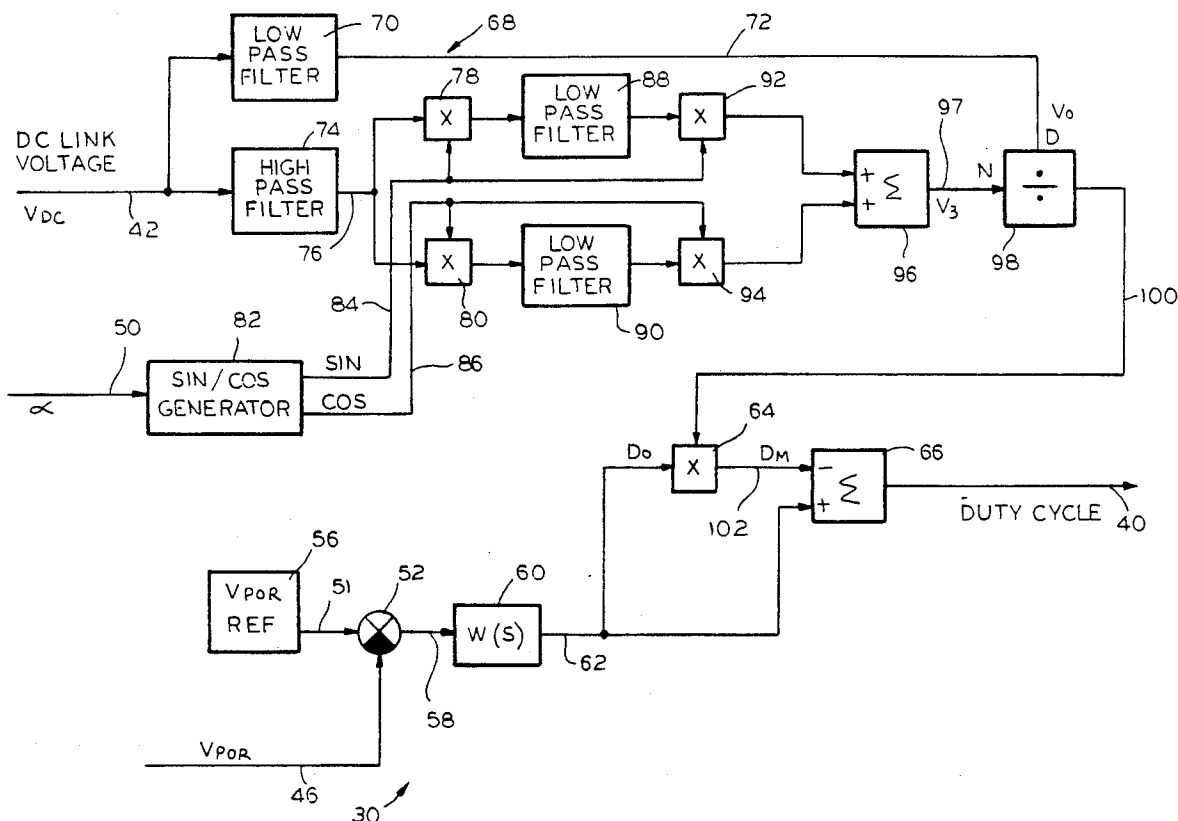 70
LOW
PASS
FILTER
68
72
78
X
88
LOW
PASS
FILTER
92
X
DC LINK
VOLTAGE
VDC
42
74
HIGH
PASS
FILTER
76
97
Vo
D
N
÷
98
+
+
Σ
96
V3
X
80
LOW
PASS
FILTER
90
X
94
84
86
100
50
∝
82
SIN/COS
GENERATOR
SIN
COS
64
Do
X
DM
102
66
-
+
Σ
DUTY CYCLE
40
56
VPOR
REF
51
52
58
60
W(S)
62
VPOR
46
30